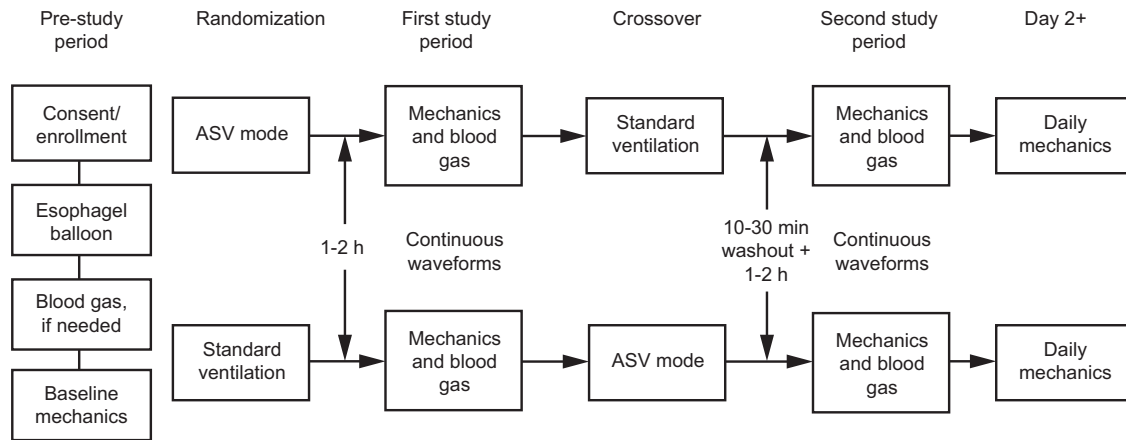 Pre-study
period
Randomization
First study
period
Crossover
Second study
period
Day 2+
Consent/
enrollment
Esophagel
balloon
Blood gas,
if needed
Baseline
mechanics
ASV mode
Mechanics
and blood
gas
Standard
ventilation
Mechanics
and blood
gas
Daily
mechanics
1-2 h
Continuous
waveforms
10-30 min
washout +
1-2 h
Continuous
waveforms
Standard
ventilation
Mechanics
and blood
gas
ASV mode
Mechanics
and blood
gas
Daily
mechanics